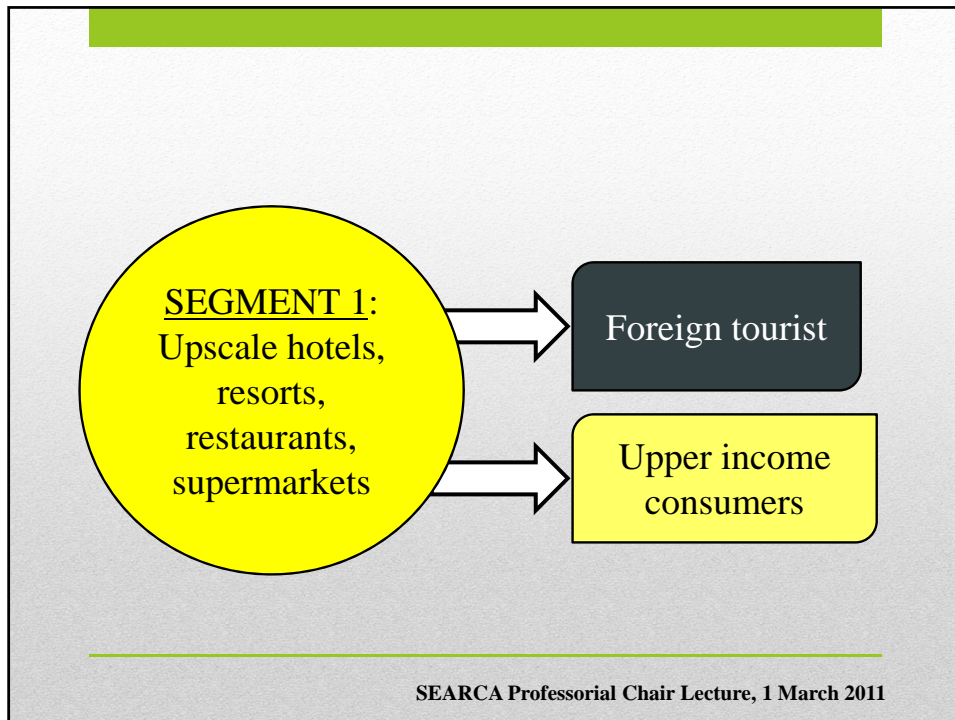 SEGMENT 1:
Upscale hotels,
resorts,
restaurants,
supermarkets
Foreign tourist
Upper income
consumers
SEARCA Professorial Chair Lecture, 1 March 2011